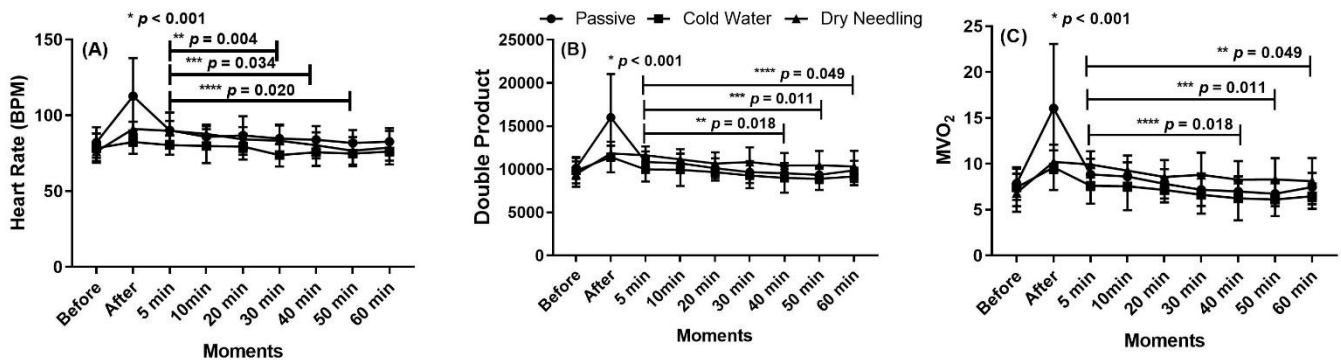 Passive Cold Water Dry Needling
(A)
* p < 0.001
** p = 0.004
*** p = 0.034
**** p = 0.020
Heart Rate (BPM)
150
100
50
0
Before After 5 min 10min 20 min 30 min 40 min 50 min 60 min
Moments
(B)
* p < 0.001
**** p = 0.049
*** p = 0.011
** p = 0.018
Double Product
25000
20000
15000
10000
5000
0
Before After 5 min 10min 20 min 30 min 40 min 50 min 60 min
Moments
(C)
* p < 0.001
** p = 0.049
*** p = 0.011
**** p = 0.018
MVO₂
25
20
15
10
5
0
Before After 5 min 10min 20 min 30 min 40 min 50 min 60 min
Moments